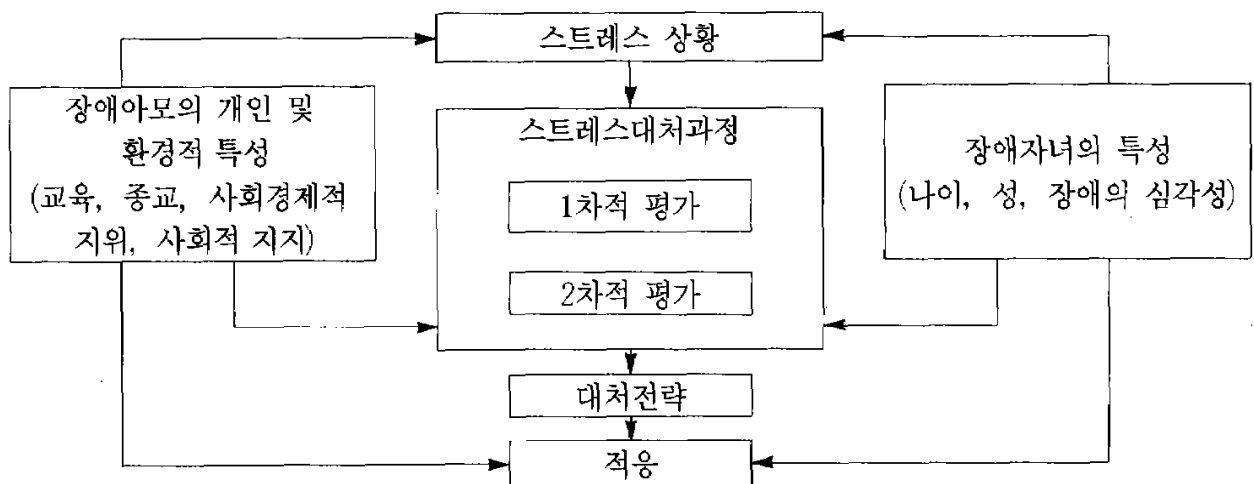 스트레스 상황
장애아모의 개인 및
환경적 특성
(교육, 종교, 사회경제적
지위, 사회적 지지)
스트레스대처과정
1차적 평가
2차적 평가
장애자녀의 특성
(나이, 성, 장애의 심각성)
대처전략
적응